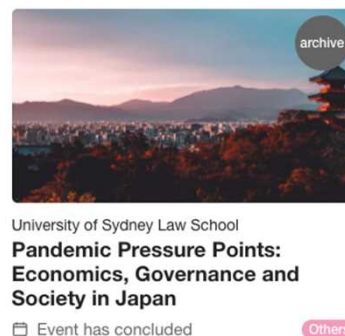 archive
University of Sydney Law School
Pandemic Pressure Points:
Economics, Governance and
Society in Japan
Event has concluded
Others